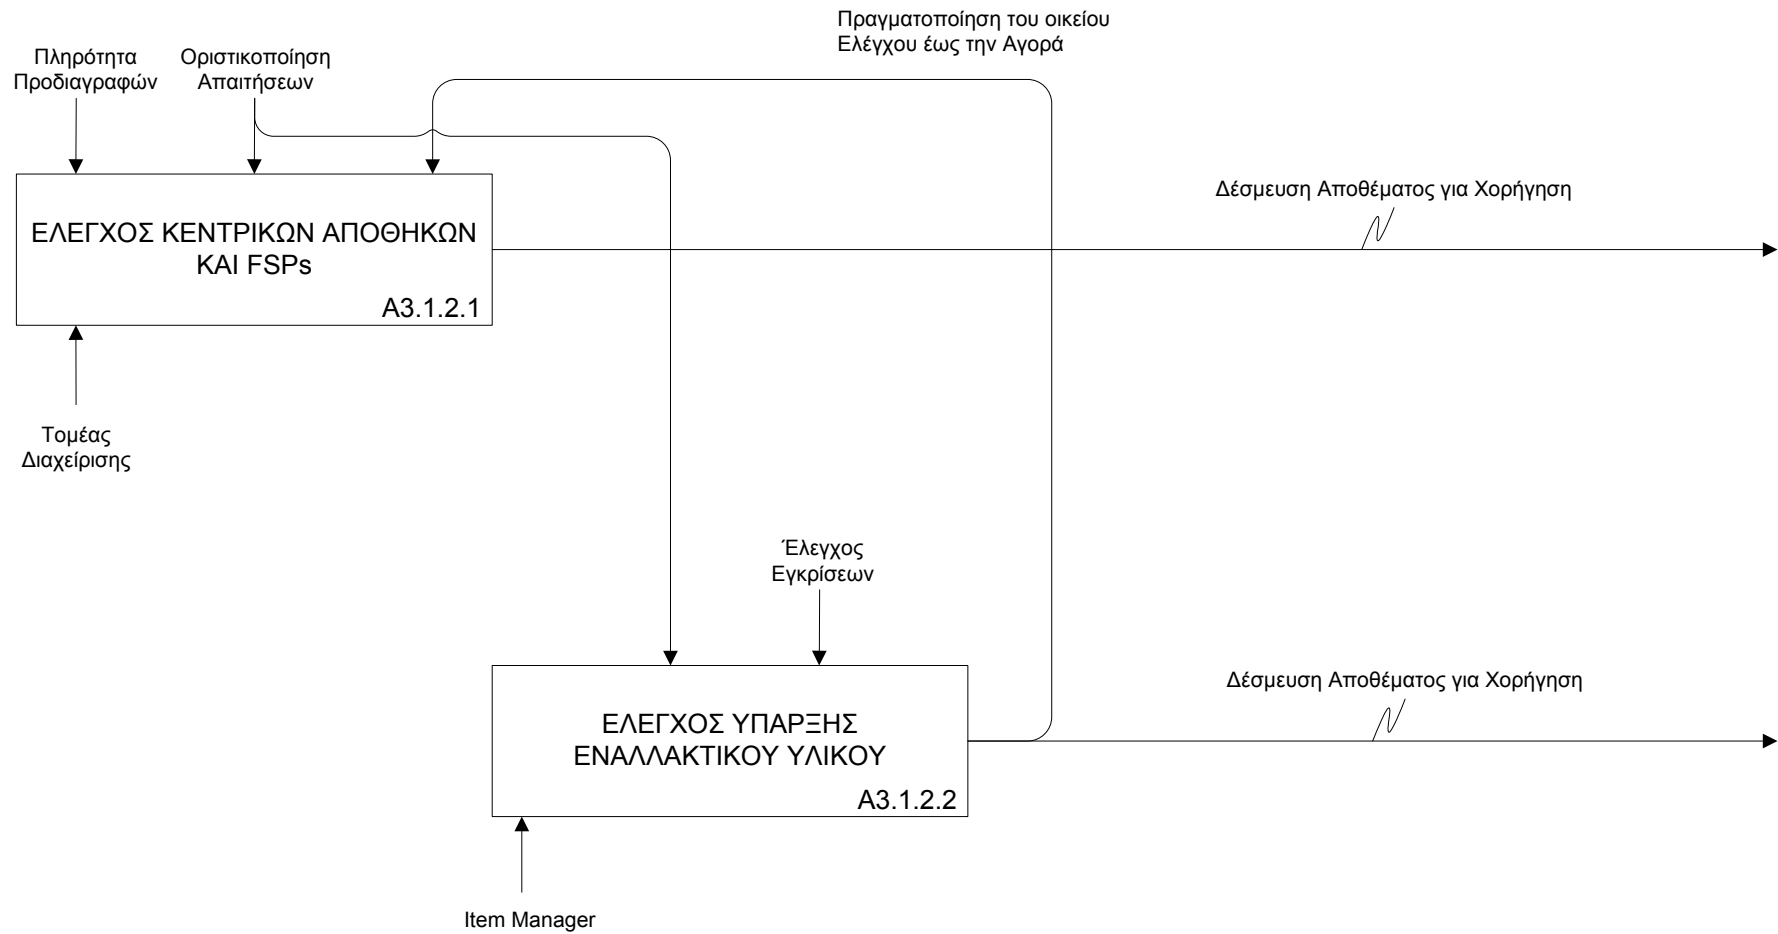 Πραγματοποίηση του οικείου
Ελέγχου έως την Αγορά
Πληρότητα
Προδιαγραφών
Οριστικοποίηση
Απαιτήσεων
Δέσμευση Αποθέματος για Χορήγηση
ΕΛΕΓΧΟΣ ΚΕΝΤΡΙΚΩΝ ΑΠΟΘΗΚΩΝ
ΚΑΙ FSPs
A3.1.2.1
Τομέας
Διαχείρισης
Έλεγχος
Εγκρίσεων
Δέσμευση Αποθέματος για Χορήγηση
ΕΛΕΓΧΟΣ ΥΠΑΡΞΗΣ
ΕΝΑΛΛΑΚΤΙΚΟΥ ΥΛΙΚΟΥ
A3.1.2.2
Item Manager